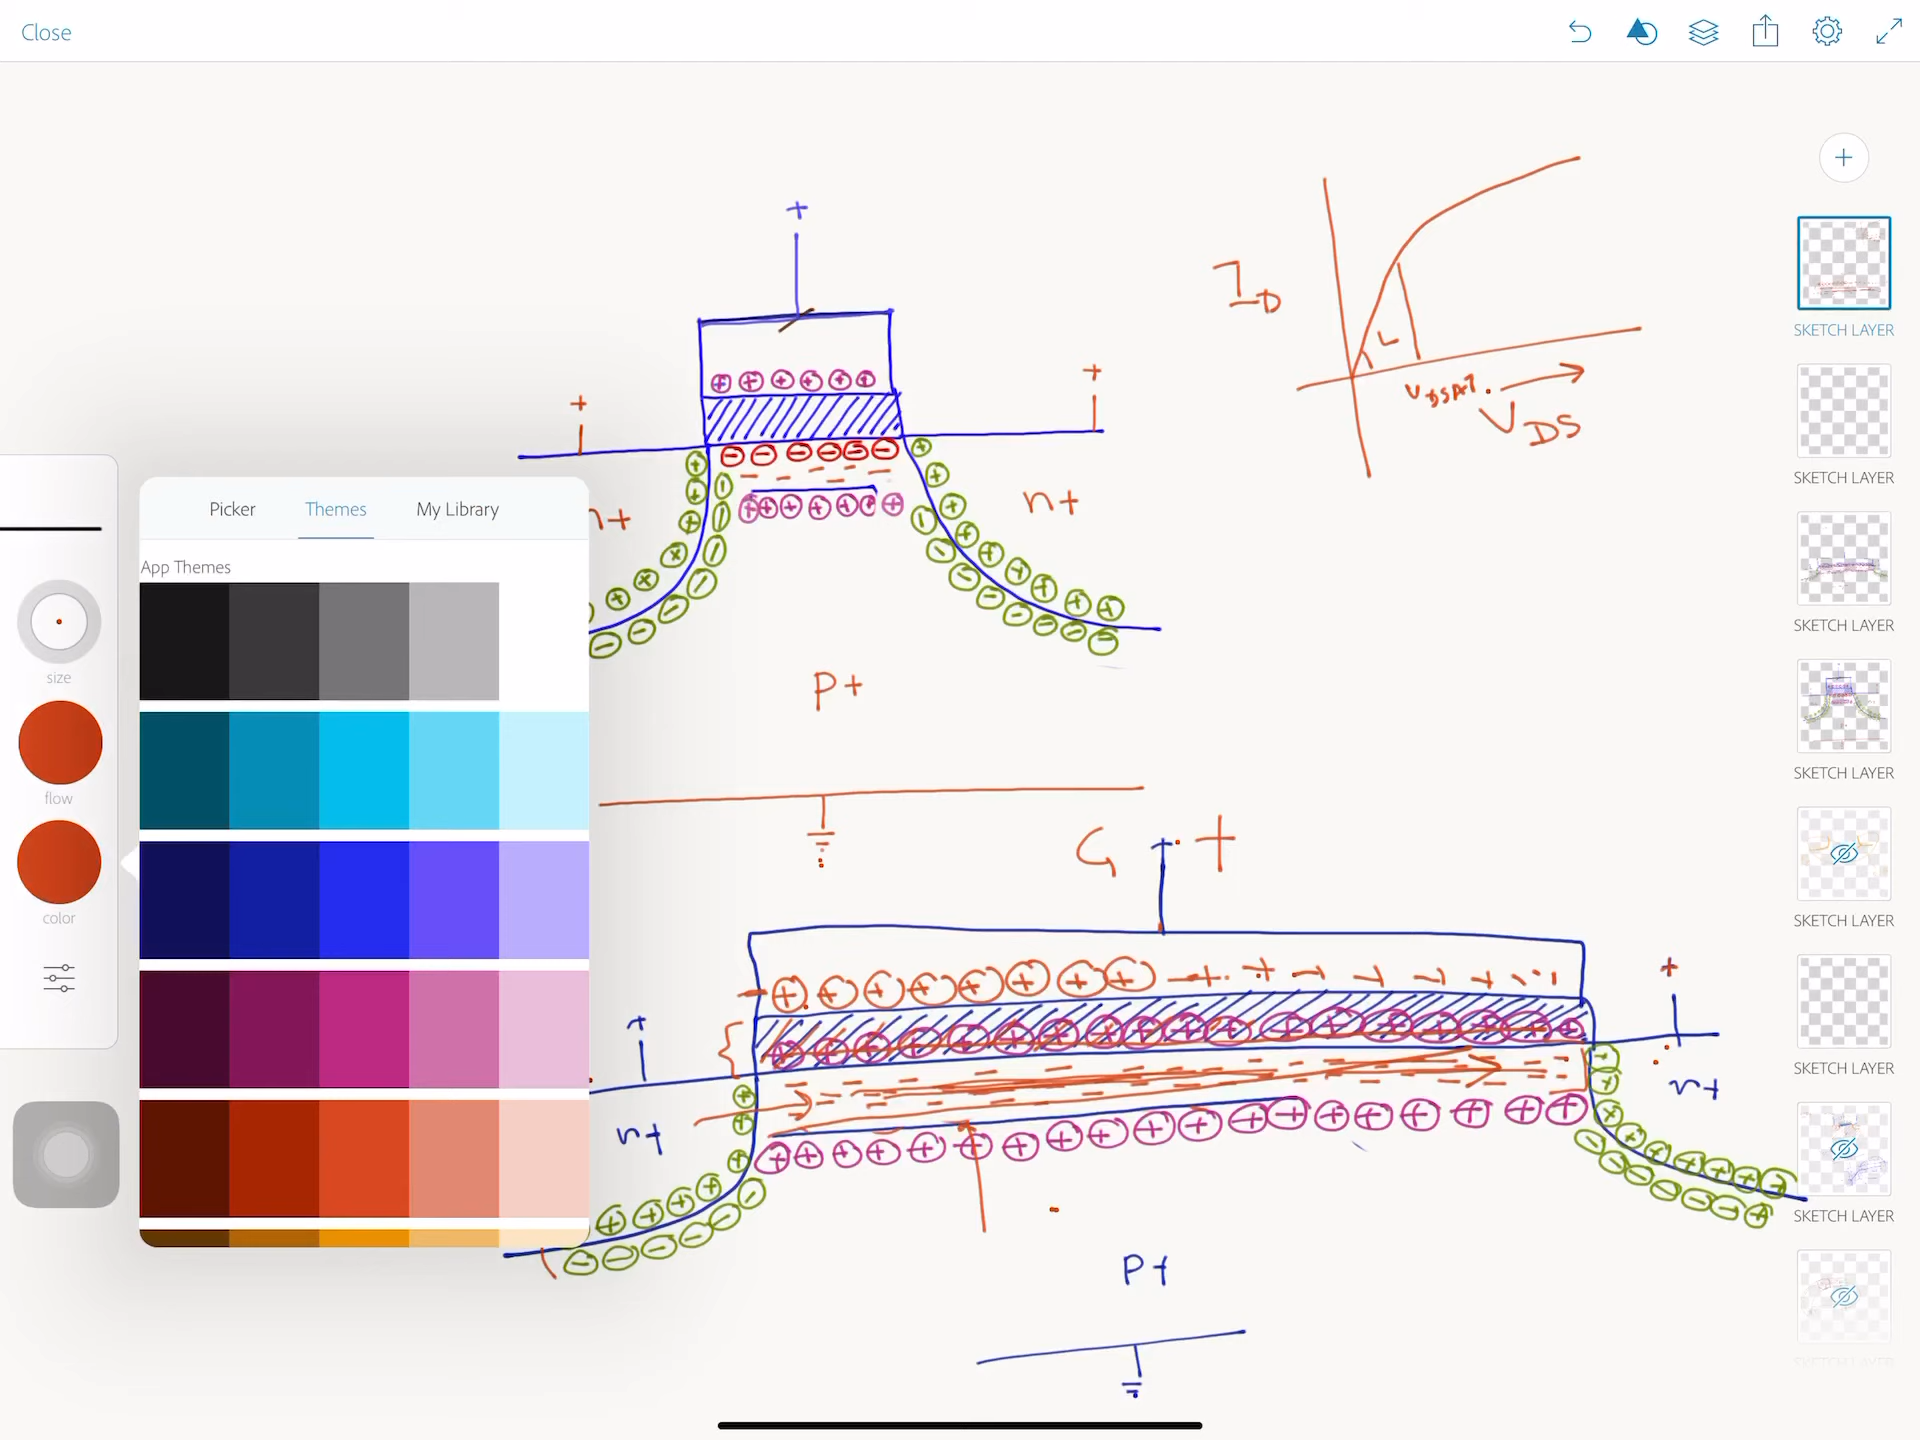 Close
+
I D
+
+
SKETCH LAYER
VDSAT.
VDS
SKETCH LAYER
n+
n+
Picker Themes My Library
App Themes
SKETCH LAYER
size
P+
SKETCH LAYER
flow
G + +
color
SKETCH LAYER
+
+
SKETCH LAYER
n+
n+
SKETCH LAYER
P+